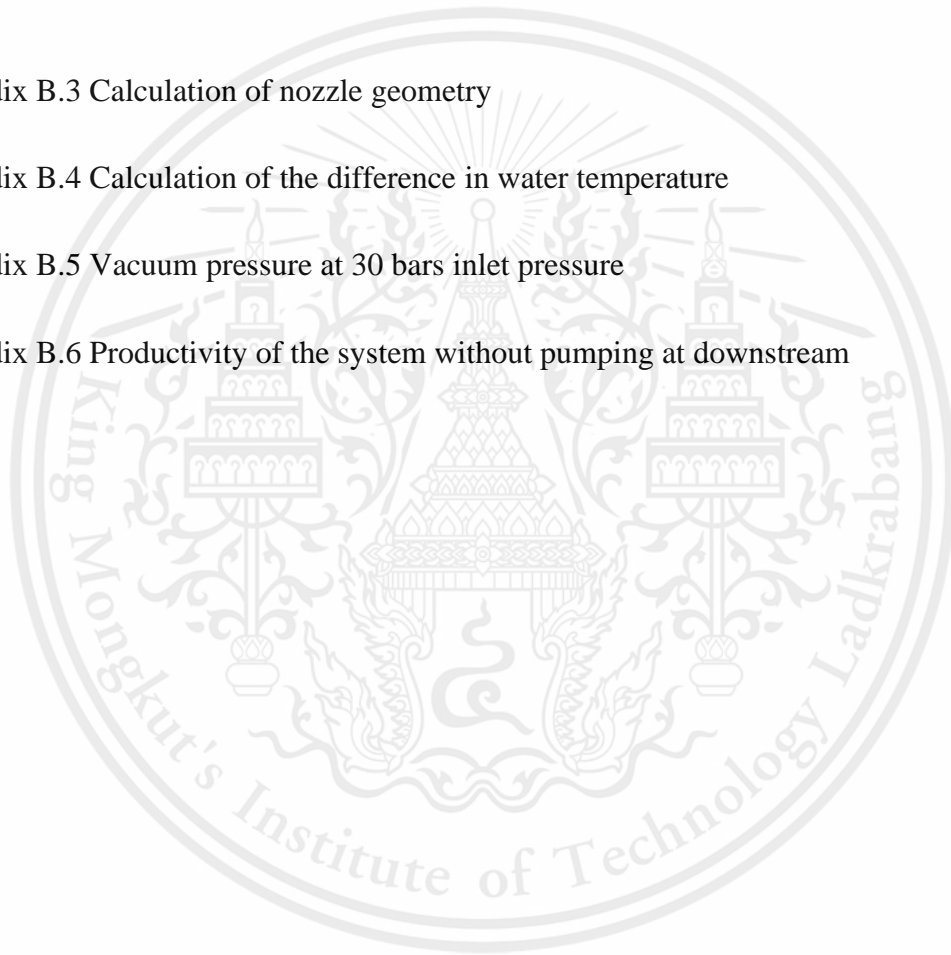 dix B.3 Calculation of nozzle geometry
dix B.4 Calculation of the difference in water temperature
dix B.5 Vacuum pressure at 30 bars inlet pressure
dix B.6 Productivity of the system without pumping at downstream
King Mongkut's Institute of Technology Ladkrabang